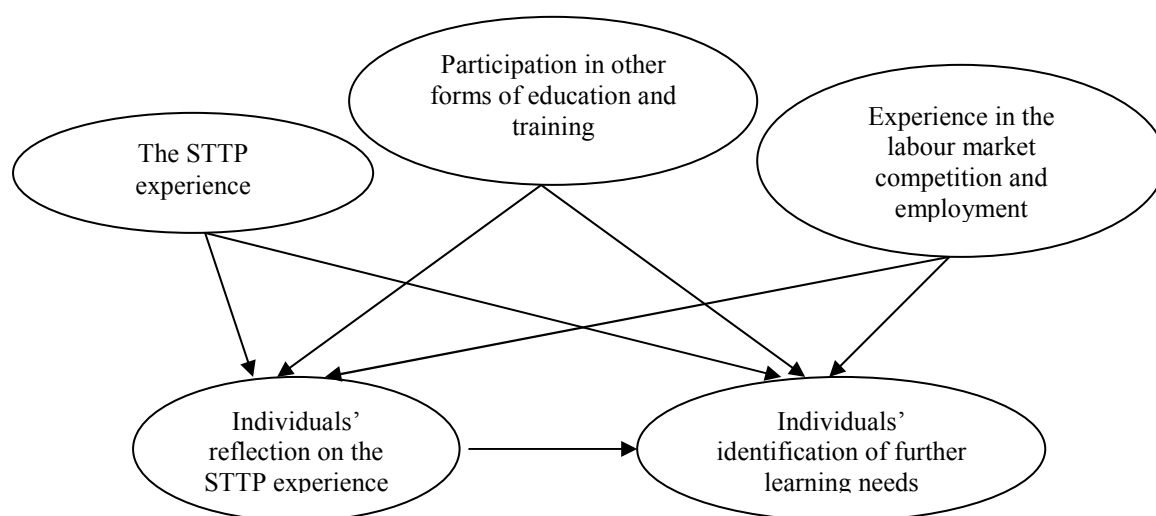 Participation in other
forms of education and
training
The STTP
experience
Experience in the
labour market
competition and
employment
Individuals’
reflection on the
STTP experience
Individuals’
identification of further
learning needs